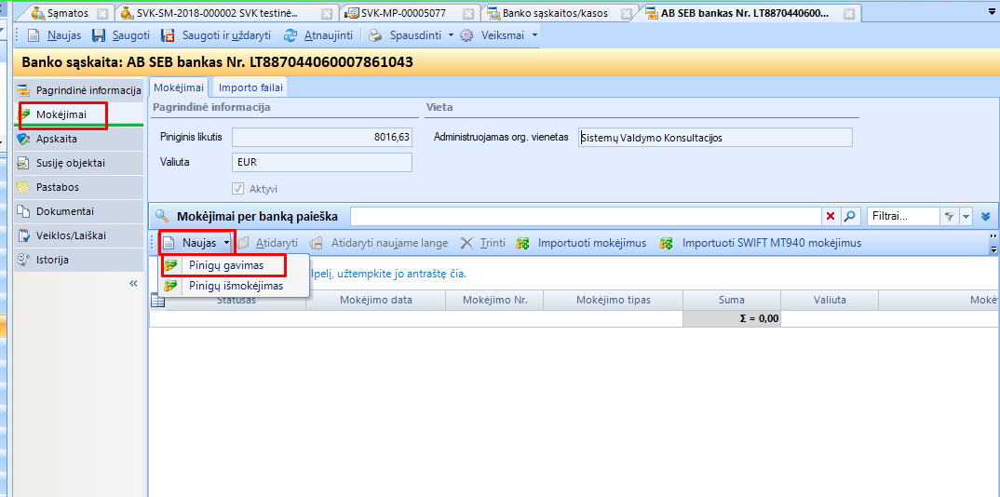 Sąmatos
SVK-SM-2018-000002 SVK testinė...
SVK-MP-00005077
Banko sąskaitos/kasos
AB SEB bankas Nr. LT8870440600...
Naujas
Saugoti
Saugoti ir uždaryti
Atnaujinti
Spausdinti
Veiksmai
Banko sąskaita: AB SEB bankas Nr. LT887044060007861043
Pagrindinė informacija
Mokėjimai
Apskaita
Susiję objektai
Pastabos
Dokumentai
Veiklos/Laiškai
Istorija
Mokėjimai
Importo failai
Pagrindinė informacija
Vieta
Piniginis likutis
8016,63
Administruojamas org. vienetas
Sistemų Valdymo Konsultacijos
Valiuta
EUR
Aktyvi
Mokėjimai per banką paieška
Filtrai...
Naujas
Atidaryti
Atidaryti naujame lange
Trinti
Importuoti mokėjimus
Importuoti SWIFT MT940 mokėjimus
Pinigų gavimas
Pinigų išmokėjimas
lpelį, užtempkite jo antraštę čia.
Statusas
Mokėjimo data
Mokėjimo Nr.
Mokėjimo tipas
Suma
Valiuta
Mokė
Σ = 0,00